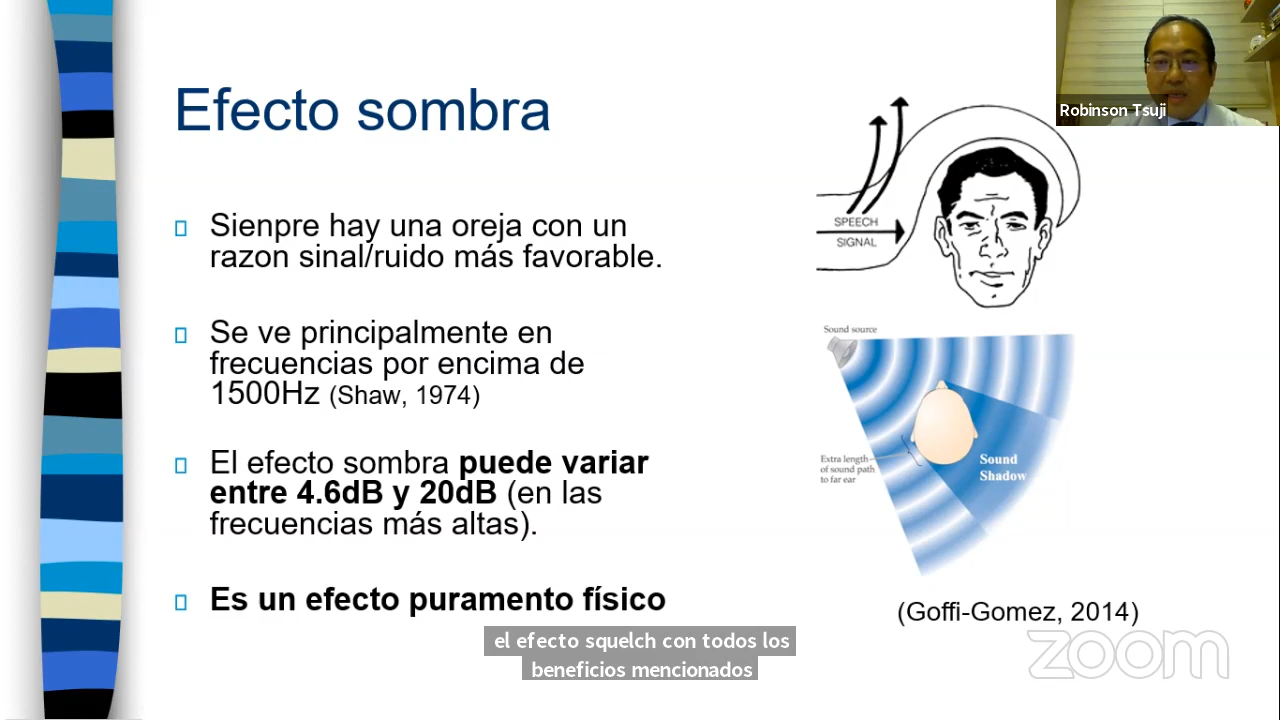 Robinson Tsuji
Efecto sombra
Sienpre hay una oreja con un
razon sinal/ruido más favorable.
Se ve principalmente en
frecuencias por encima de
1500Hz (Shaw, 1974)
El efecto sombra puede variar
entre 4.6dB y 20dB (en las
frecuencias más altas).
Es un efecto puramento físico
SPEECH
SIGNAL
Sound source
Extra length
of sound path
to far ear
Sound
Shadow
(Goffi-Gomez, 2014)
el efecto squelch con todos los
beneficios mencionados
zoom